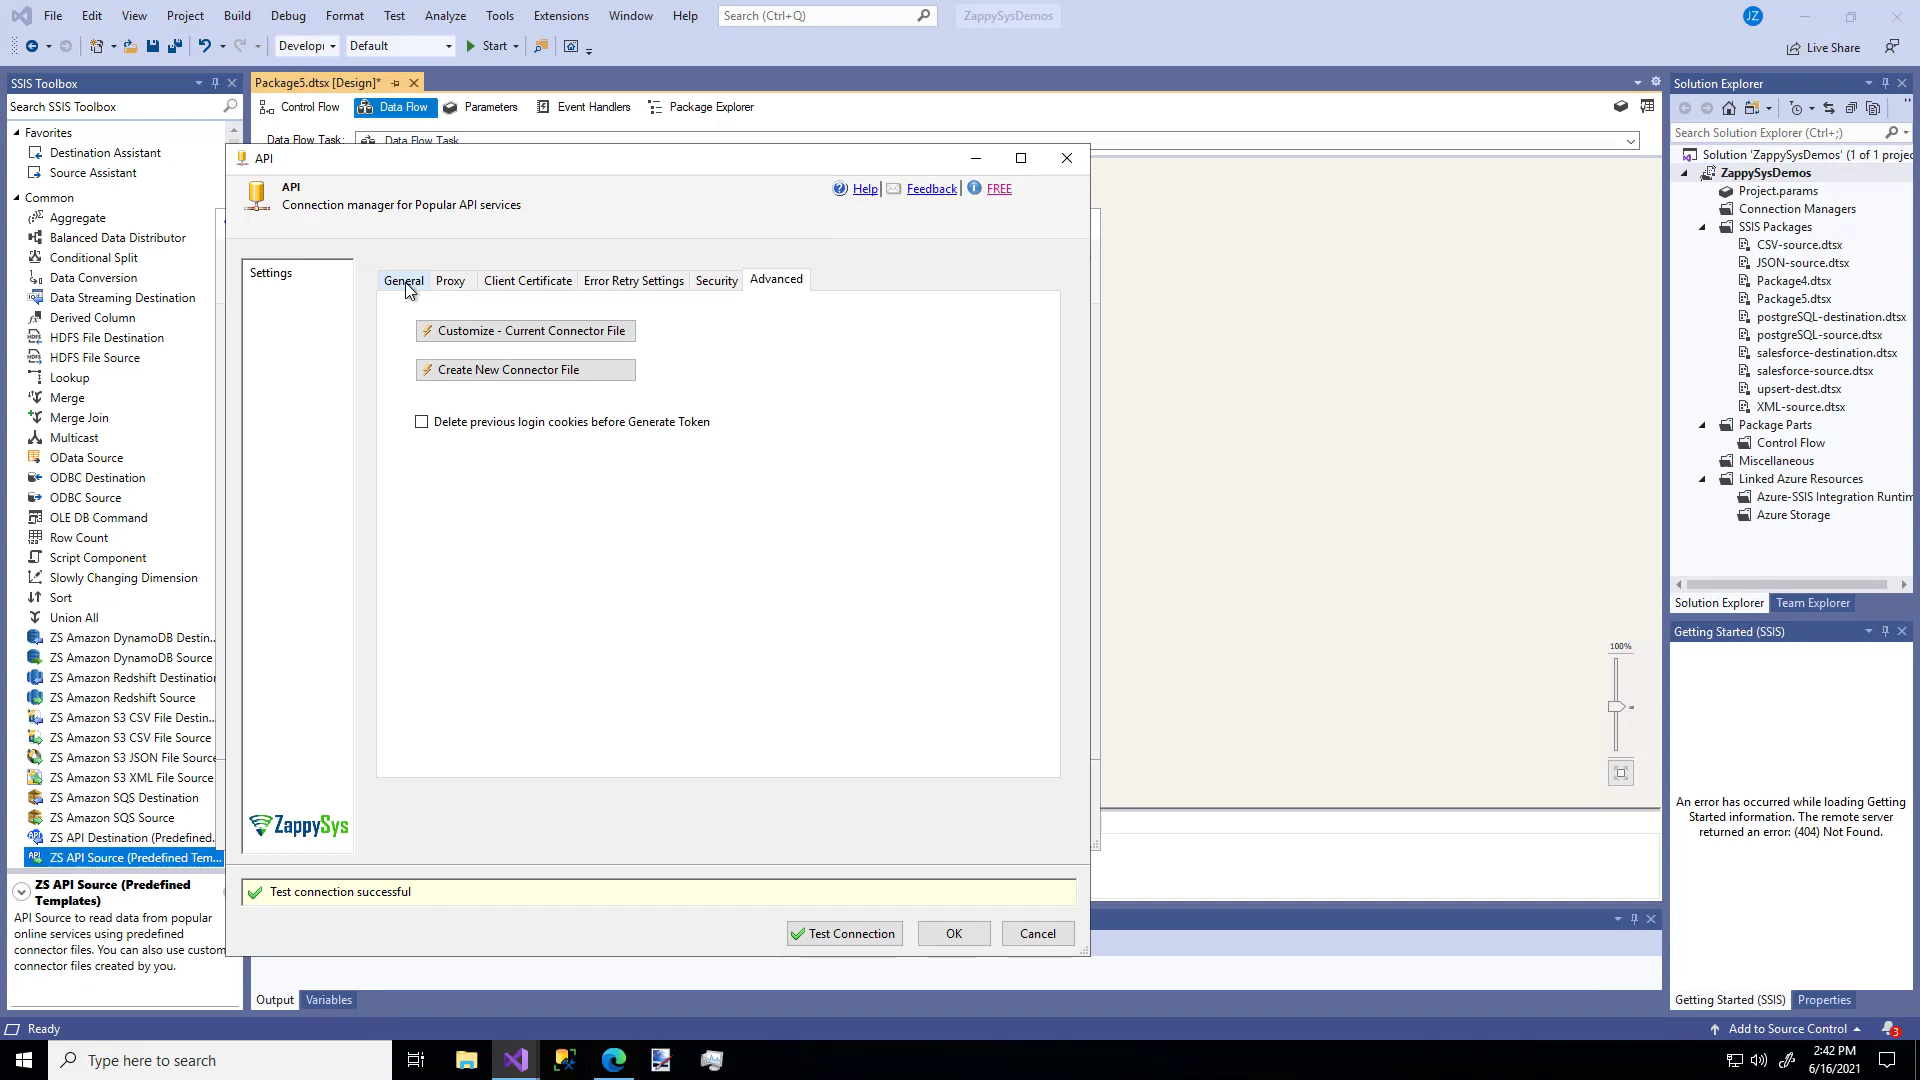 File Edit View Project Build Debug Format Test Analyze Tools Extensions Window Help Search (Ctrl+Q) ZappySysDemos JZ
Develop Default Start Live Share
SSIS Toolbox
Search SSIS Toolbox
Favorites
Destination Assistant
Source Assistant
Common
Aggregate
Balanced Data Distributor
Conditional Split
Data Conversion
Data Streaming Destination
Derived Column
HDFS File Destination
HDFS File Source
Lookup
Merge
Merge Join
Multicast
OData Source
ODBC Destination
ODBC Source
OLE DB Command
Row Count
Script Component
Slowly Changing Dimension
Sort
Union All
ZS Amazon DynamoDB Destin...
ZS Amazon DynamoDB Source
ZS Amazon Redshift Destination
ZS Amazon Redshift Source
ZS Amazon S3 CSV File Destin...
ZS Amazon S3 CSV File Source
ZS Amazon S3 JSON File Source
ZS Amazon S3 XML File Source
ZS Amazon SQS Destination
ZS Amazon SQS Source
ZS API Destination (Predefined...
ZS API Source (Predefined Tem...
ZS API Source (Predefined
Templates)
API Source to read data from popular
online services using predefined
connector files. You can also use custom
connector files created by you.
Package5.dtsx [Design]*
Control Flow Data Flow Parameters Event Handlers Package Explorer
Data Flow Task: Data Flow Task
API
API
Connection manager for Popular API services
Help Feedback FREE
Settings
General Proxy Client Certificate Error Retry Settings Security Advanced
Customize - Current Connector File
Create New Connector File
Delete previous login cookies before Generate Token
ZappySys
Test connection successful
Test Connection OK Cancel
100%
Output Variables
Solution Explorer
Search Solution Explorer (Ctrl+;)
Solution 'ZappySysDemos' (1 of 1 projec
ZappySysDemos
Project.params
Connection Managers
SSIS Packages
CSV-source.dtsx
JSON-source.dtsx
Package4.dtsx
Package5.dtsx
postgreSQL-destination.dtsx
postgreSQL-source.dtsx
salesforce-destination.dtsx
salesforce-source.dtsx
upsert-dest.dtsx
XML-source.dtsx
Package Parts
Control Flow
Miscellaneous
Linked Azure Resources
Azure-SSIS Integration Runtim
Azure Storage
Solution Explorer Team Explorer
Getting Started (SSIS)
An error has occurred while loading Getting
Started information. The remote server
returned an error: (404) Not Found.
Getting Started (SSIS) Properties
Ready Add to Source Control 3
Type here to search
2:42 PM
6/16/2021